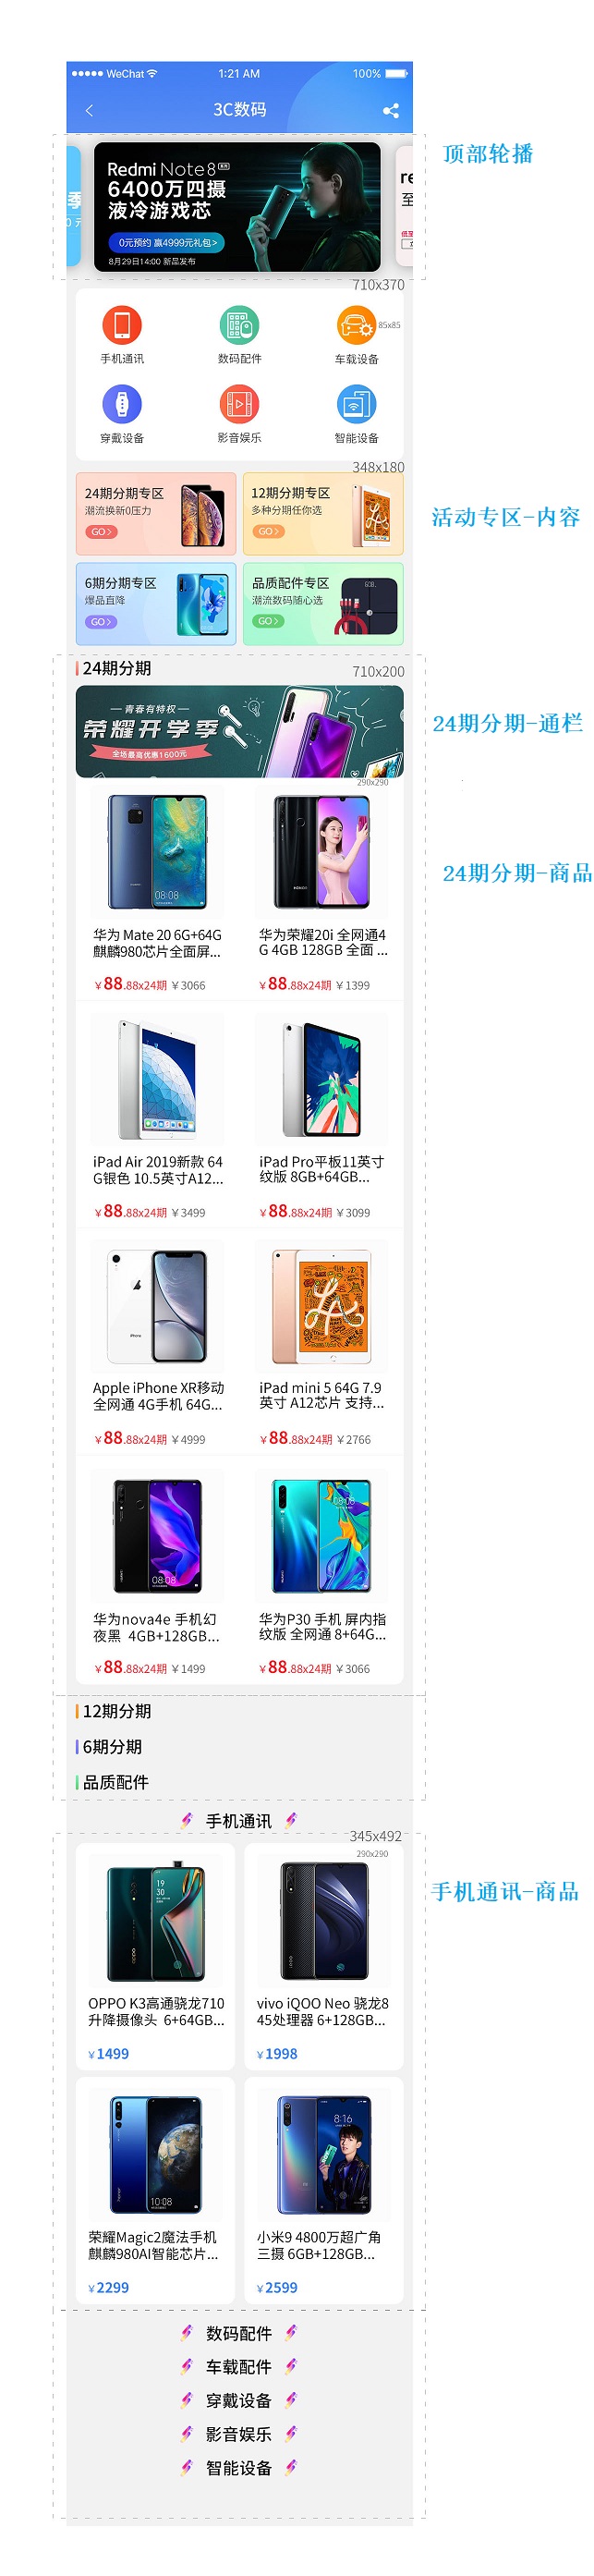 WeChat 1:21 AM 100%
3C数码
顶部轮播
季
Redmi Note 8 系列
6400万四摄
液冷游戏芯
0元预约 赢4999元礼包>
8月29日14:00 新品发布
re
至
低至
710x370
手机通讯
数码配件
车载设备
85x85
穿戴设备
影音娱乐
智能设备
348x180
24期分期专区
潮流换新0压力
GO >
12期分期专区
多种分期任你选
GO >
6期分期专区
爆品直降
GO >
品质配件专区
潮流数码随心选
GO >
活动专区-内容
24期分期
710x200
24期分期-通栏
青春有特权
荣耀开学季
全场最高优惠1600元
290x290
24期分期-商品
08:08
华为 Mate 20 6G+64G
麒麟980芯片全面屏...
¥88.88x24期 ¥3066
HONOR
华为荣耀20i 全网通4
G 4GB 128GB 全面 ...
¥88.88x24期 ¥1399
iPad Air 2019新款 64
G银色 10.5英寸A12...
¥88.88x24期 ¥3499
iPad Pro平板11英寸
纹版 8GB+64GB...
¥88.88x24期 ¥3099
iPhone
Apple iPhone XR移动
全网通 4G手机 64G...
¥88.88x24期 ¥4999
iPad mini 5 64G 7.9
英寸 A12芯片 支持...
¥88.88x24期 ¥2766
08:08
华为nova4e 手机幻
夜黑 4GB+128GB...
¥88.88x24期 ¥1499
08:08
华为P30 手机 屏内指
纹版 全网通 8+64G...
¥88.88x24期 ¥3066
12期分期
6期分期
品质配件
手机通讯
345x492
290x290
手机通讯-商品
oppo
19
30
OPPO K3高通骁龙710
升降摄像头 6+64GB...
¥1499
iQOO
vivo iQOO Neo 骁龙8
45处理器 6+128GB...
¥1998
honor
10:08
荣耀Magic2魔法手机
麒麟980AI智能芯片...
¥2299
8:16
小米9 4800万超广角
三摄 6GB+128GB...
¥2599
数码配件
车载配件
穿戴设备
影音娱乐
智能设备